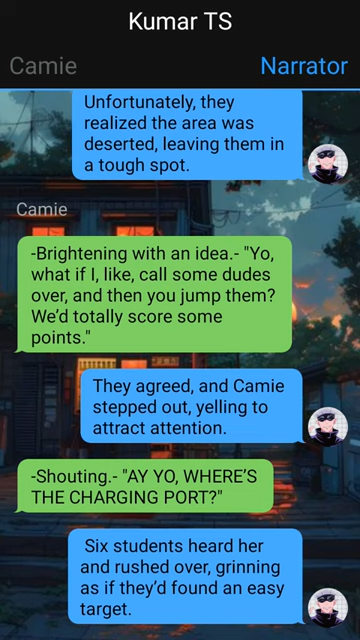 Kumar TS
Camie
Narrator
Unfortunately, they
realized the area was
deserted, leaving them in
a tough spot.
Camie
-Brightening with an idea.- "Yo,
what if I, like, call some dudes
over, and then you jump them?
We’d totally score some
points."
They agreed, and Camie
stepped out, yelling to
attract attention.
-Shouting.- "AY YO, WHERE’S
THE CHARGING PORT?"
Six students heard her
and rushed over, grinning
as if they’d found an easy
target.